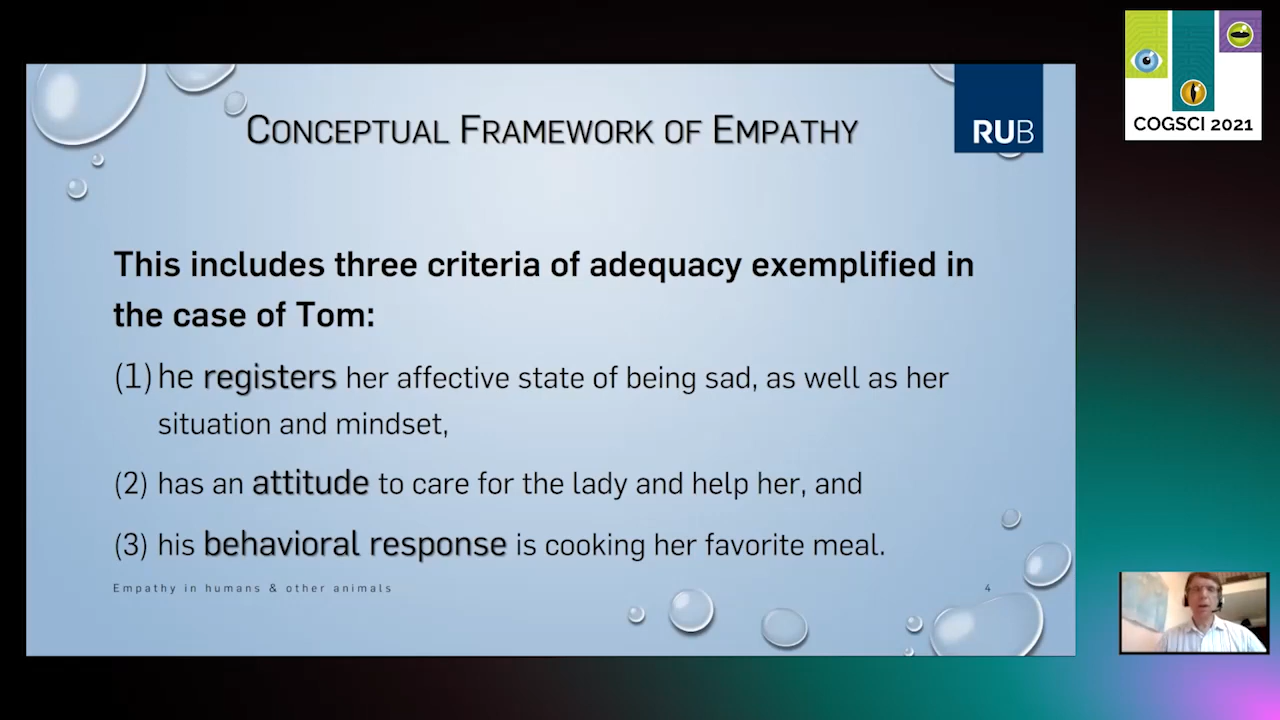 CONCEPTUAL FRAMEWORK OF EMPATHY
RUB
COGSCI 2021
This includes three criteria of adequacy exemplified in
the case of Tom:
(1) he registers her affective state of being sad, as well as her
situation and mindset,
(2) has an attitude to care for the lady and help her, and
(3) his behavioral response is cooking her favorite meal.
Empathy in humans & other animals
4